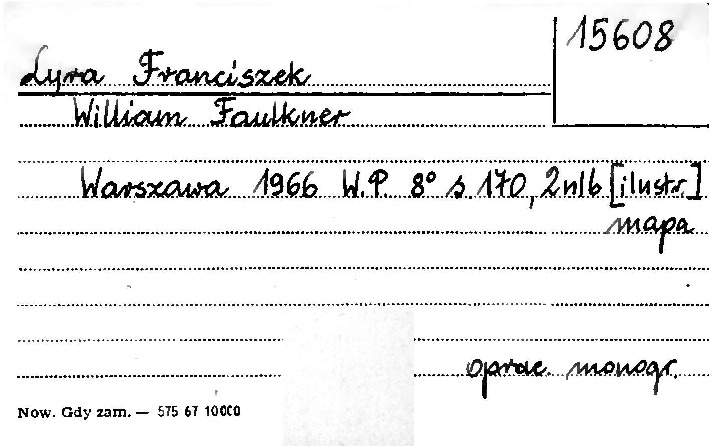 15608
Lyra Franciszek
William Faulkner
Warszawa 1966 W.P. 8° s. 170, 2nlb [ilustr.]
mapa
oprac. monogr.
Now. Gdy zam. — 575 67 10000